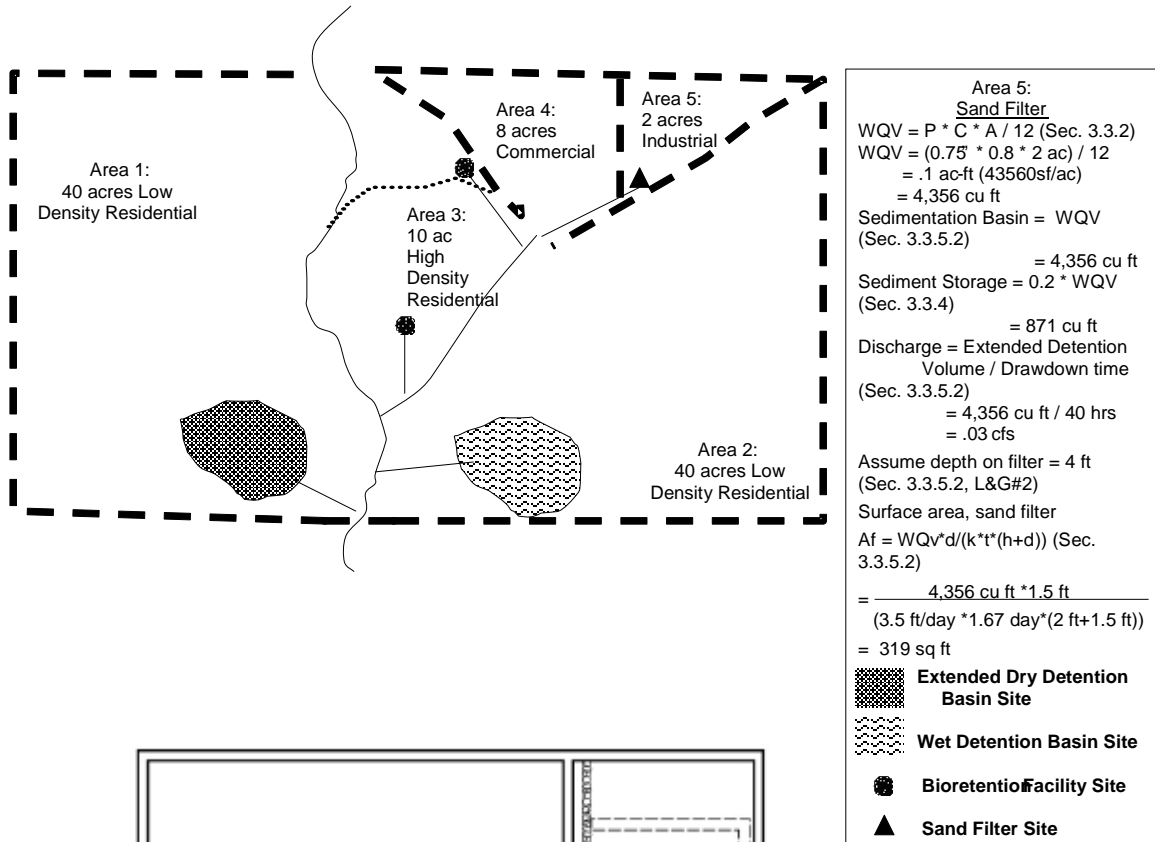 Area 1:
40 acres Low
Density Residential
Area 4:
8 acres
Commercial
Area 5:
2 acres
Industrial
Area 3:
10 ac
High
Density
Residential
Area 2:
40 acres Low
Density Residential
Area 5:
Sand Filter
WQV = P * C * A / 12 (Sec. 3.3.2)
WQV = (0.75" * 0.8 * 2 ac) / 12
= .1 ac-ft (43560sf/ac)
= 4,356 cu ft
Sedimentation Basin = WQV
(Sec. 3.3.5.2)
= 4,356 cu ft
Sediment Storage = 0.2 * WQV
(Sec. 3.3.4)
= 871 cu ft
Discharge = Extended Detention
Volume / Drawdown time
(Sec. 3.3.5.2)
= 4,356 cu ft / 40 hrs
= .03 cfs
Assume depth on filter = 4 ft
(Sec. 3.3.5.2, L&G#2)
Surface area, sand filter
Af = WQv*d/(k*t*(h+d)) (Sec.
3.3.5.2)
= 4,356 cu ft *1.5 ft
(3.5 ft/day *1.67 day*(2 ft+1.5 ft))
= 319 sq ft
Extended Dry Detention
Basin Site
Wet Detention Basin Site
Bioretention Facility Site
Sand Filter Site